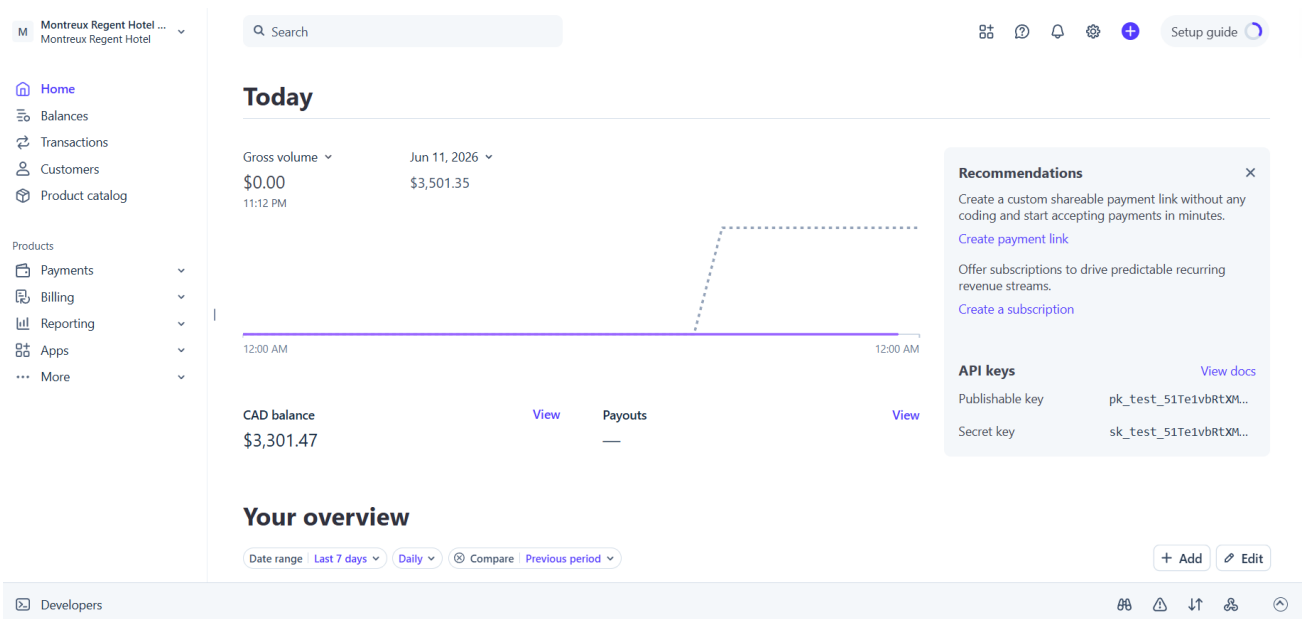 M
Montreux Regent Hotel ...
Montreux Regent Hotel
Search
Setup guide
Home
Balances
Transactions
Customers
Product catalog
Products
Payments
Billing
Reporting
Apps
More
Today
Gross volume
$0.00
11:12 PM
Jun 11, 2026
$3,501.35
12:00 AM
12:00 AM
CAD balance
View
$3,301.47
Payouts
View
—
Recommendations
Create a custom shareable payment link without any
coding and start accepting payments in minutes.
Create payment link
Offer subscriptions to drive predictable recurring
revenue streams.
Create a subscription
API keys
View docs
Publishable key
pk_test_51Te1vbRtXM...
Secret key
sk_test_51Te1vbRtXM...
Your overview
Date range
Last 7 days
Daily
Compare
Previous period
Add
Edit
Developers